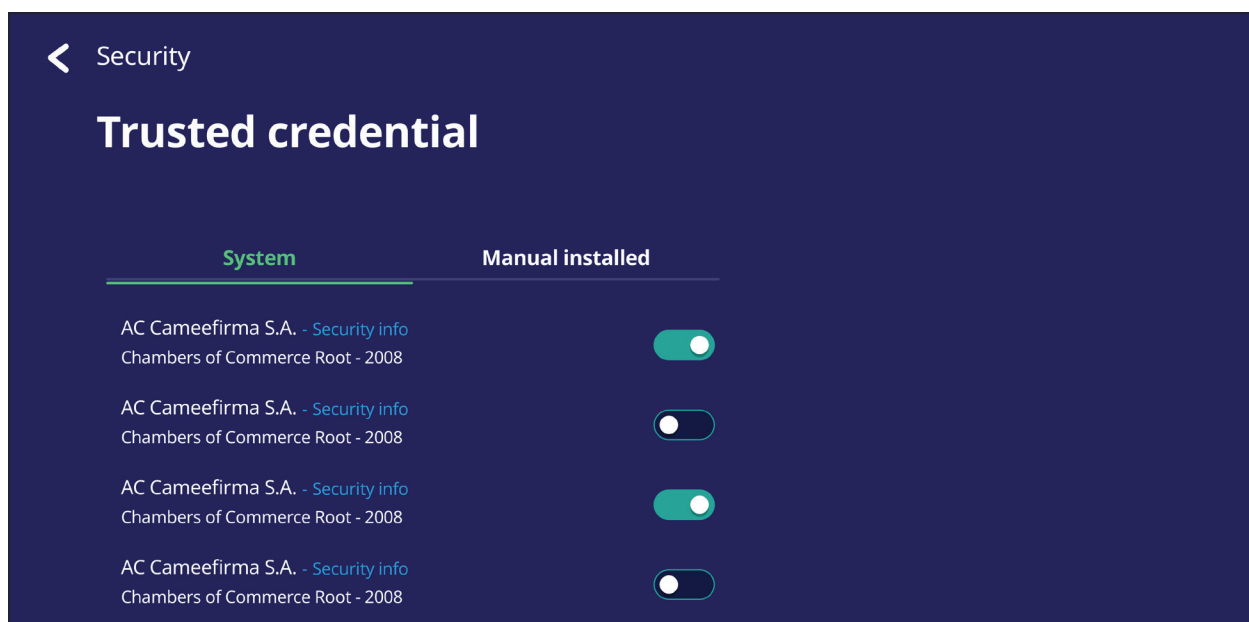 Security
Trusted credential
System
Manual installed
AC Cameefirma S.A. - Security info
Chambers of Commerce Root - 2008
AC Cameefirma S.A. - Security info
Chambers of Commerce Root - 2008
AC Cameefirma S.A. - Security info
Chambers of Commerce Root - 2008
AC Cameefirma S.A. - Security info
Chambers of Commerce Root - 2008